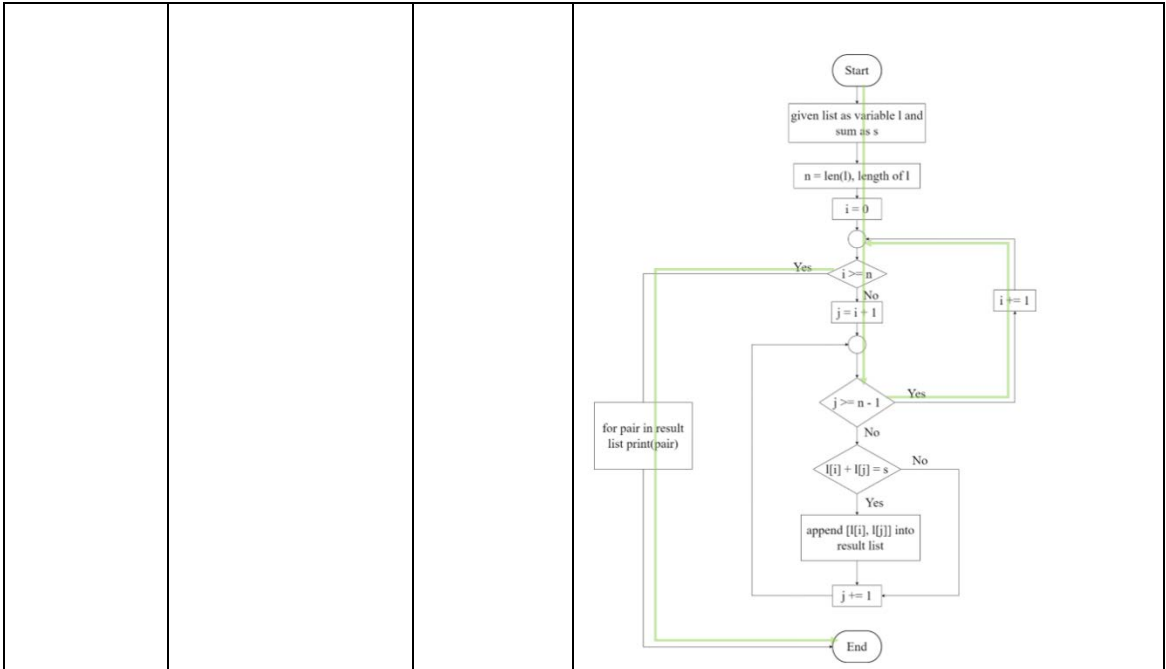 Start
given list as variable l and
sum as s
n = len(l), length of l
i = 0
Yes
i >= n
No
j = i + 1
i += 1
j >= n - 1
Yes
for pair in result
list print(pair)
No
l[i] + l[j] = s
No
Yes
append [l[i], l[j]] into
result list
j += 1
End